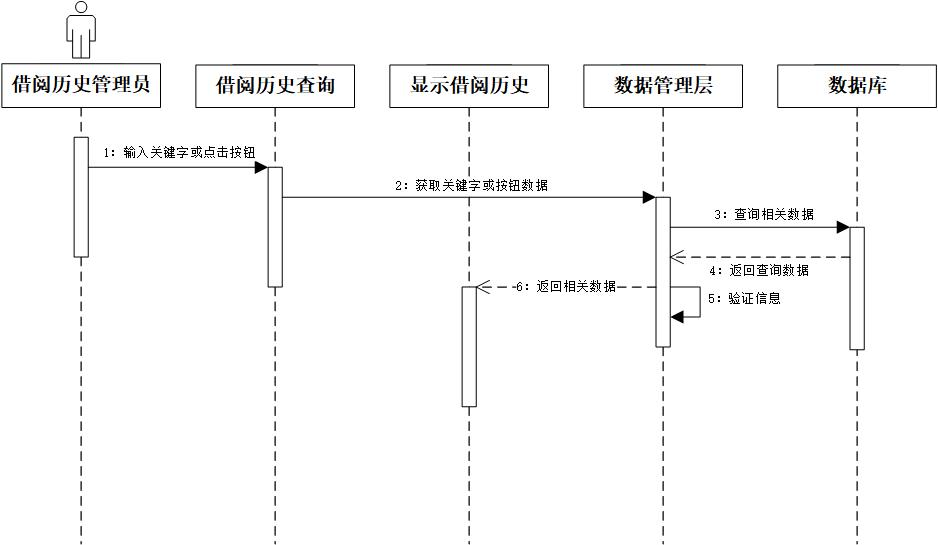 借阅历史管理员
借阅历史查询
显示借阅历史
数据管理层
数据库
1：输入关键字或点击按钮
2：获取关键字或按钮数据
3：查询相关数据
4：返回查询数据
6：返回相关数据
5：验证信息